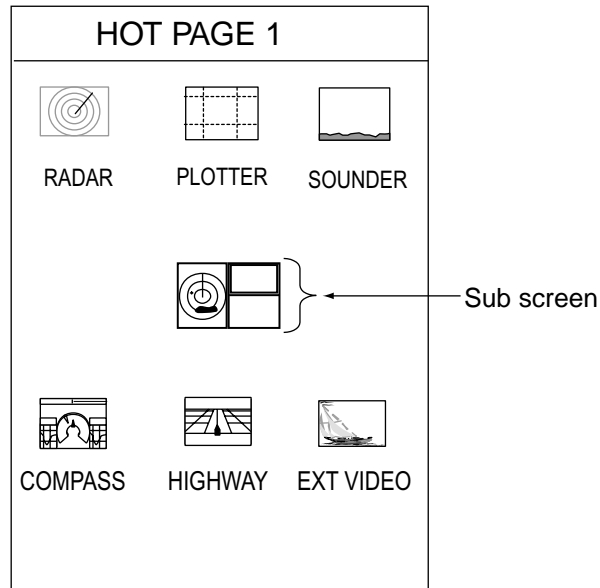 HOT PAGE 1
RADAR PLOTTER SOUNDER
Sub screen
COMPASS HIGHWAY EXT VIDEO